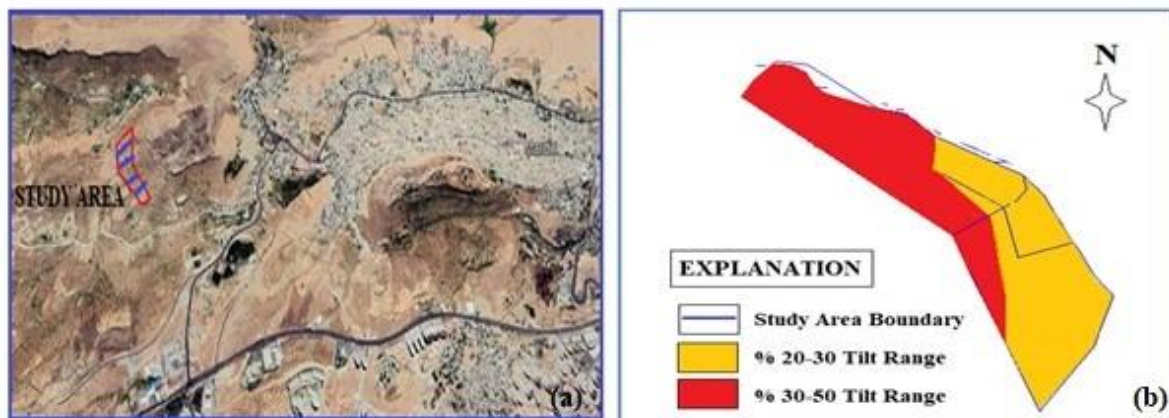 STUDY AREA
(a)
N
EXPLANATION
Study Area Boundary
% 20-30 Tilt Range
% 30-50 Tilt Range
(b)